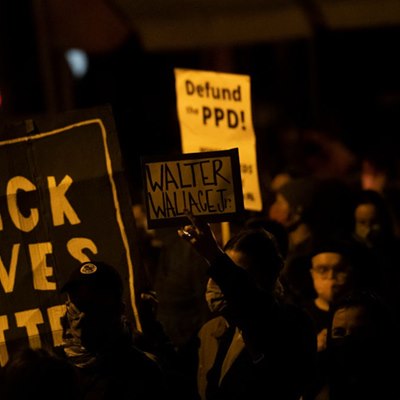 Defund
the PPD!
WALTER
WALLACE Jr.
CK
VES
TTE